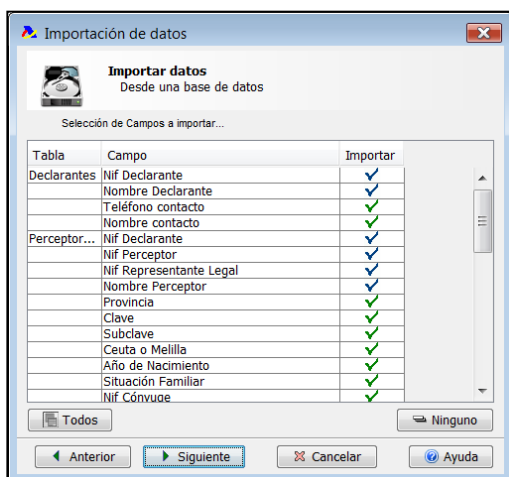 Importación de datos
Importar datos
Desde una base de datos
Selección de Campos a importar...
Tabla Campo Importar
Declarantes Nif Declarante
Nombre Declarante
Teléfono contacto
Nombre contacto
Perceptor... Nif Declarante
Nif Perceptor
Nif Representante Legal
Nombre Perceptor
Provincia
Clave
Subclave
Ceuta o Melilla
Año de Nacimiento
Situación Familiar
Nif Cónyuge
Todos Ninguno
Anterior Siguiente Cancelar Ayuda